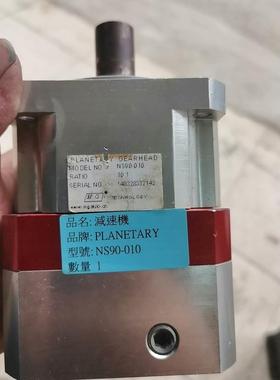 PLANETARY GEARHEAD
MODEL NO NS90-010
RATIO 10:1
SERIAL NO
TECHNOLOGY
品名: 減速機
品牌: PLANETARY
型號: NS90-010
數量 1